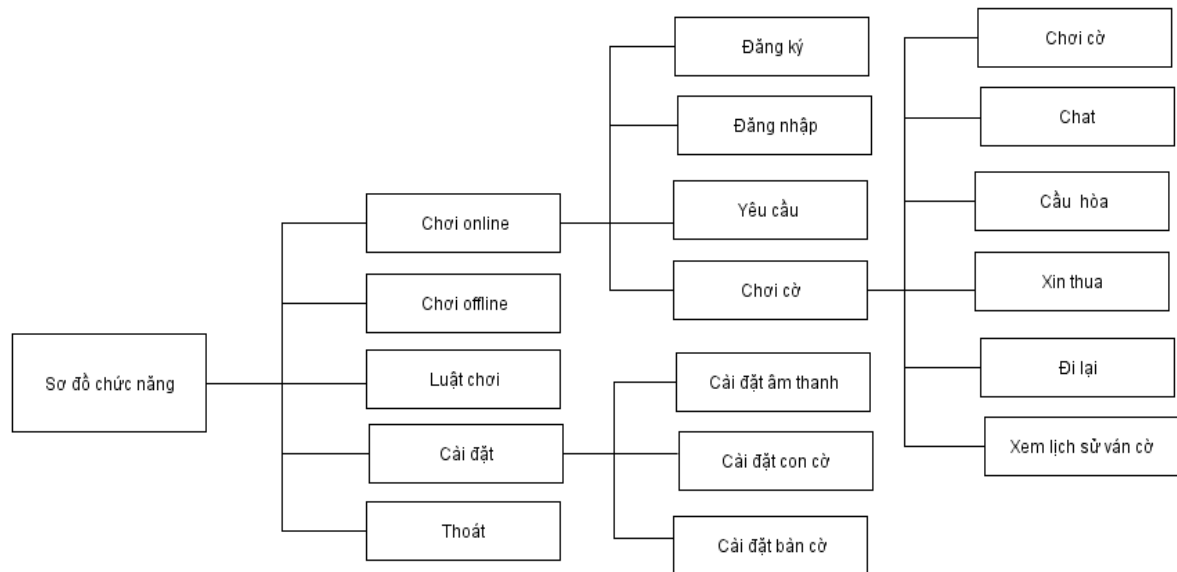 Sơ đồ chức năng
Chơi online
Chơi offline
Luật chơi
Cài đặt
Thoát
Đăng ký
Đăng nhập
Yêu cầu
Chơi cờ
Cài đặt âm thanh
Cài đặt con cờ
Cài đặt bàn cờ
Chơi cờ
Chat
Cầu hòa
Xin thua
Đi lại
Xem lịch sử ván cờ